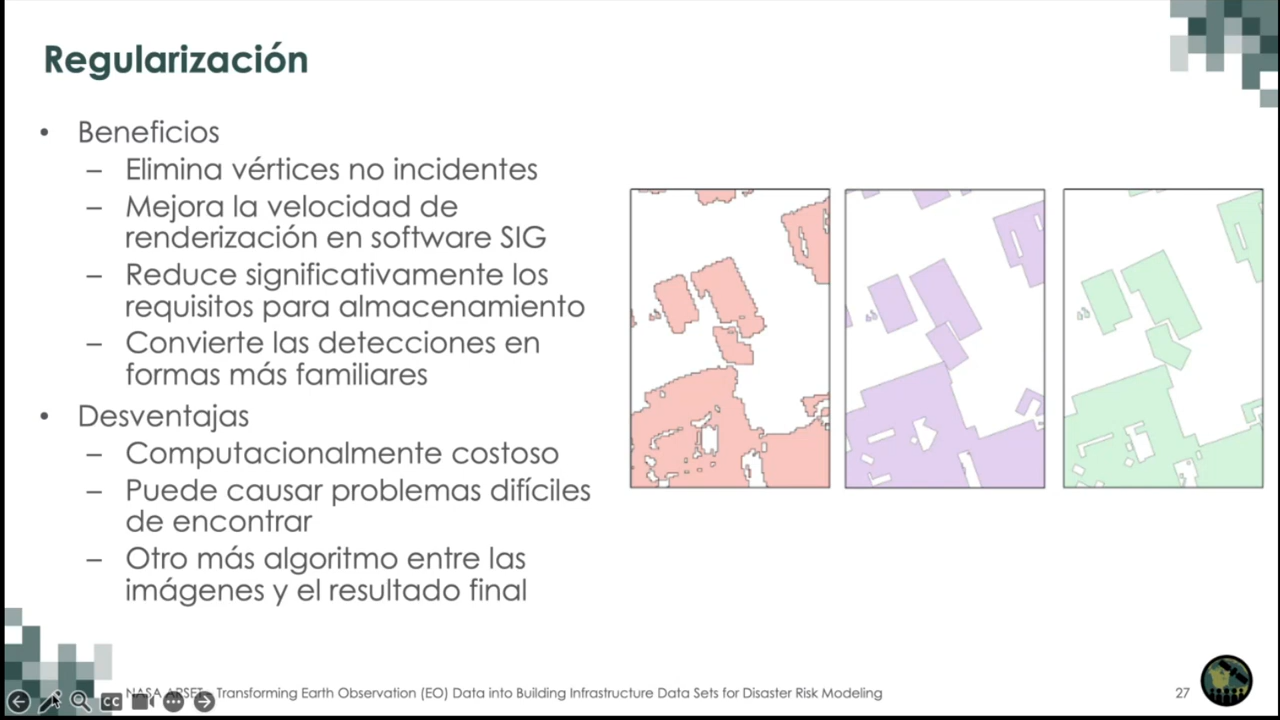 Regularización
• Beneficios
– Elimina vértices no incidentes
– Mejora la velocidad de
renderización en software SIG
– Reduce significativamente los
requisitos para almacenamiento
– Convierte las detecciones en
formas más familiares
• Desventajas
– Computacionalmente costoso
– Puede causar problemas difíciles
de encontrar
– Otro más algoritmo entre las
imágenes y el resultado final
NASA ARSET – Transforming Earth Observation (EO) Data into Building Infrastructure Data Sets for Disaster Risk Modeling
27
CC